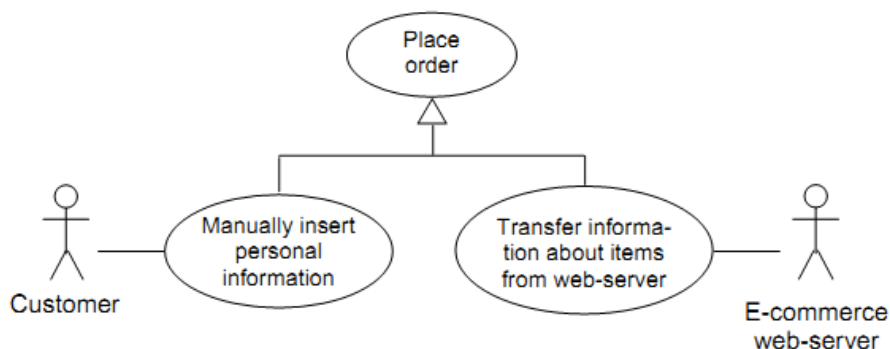 Place
order
Manually insert
personal
information
Transfer informa-
tion about items
from web-server
Customer
E-commerce
web-server